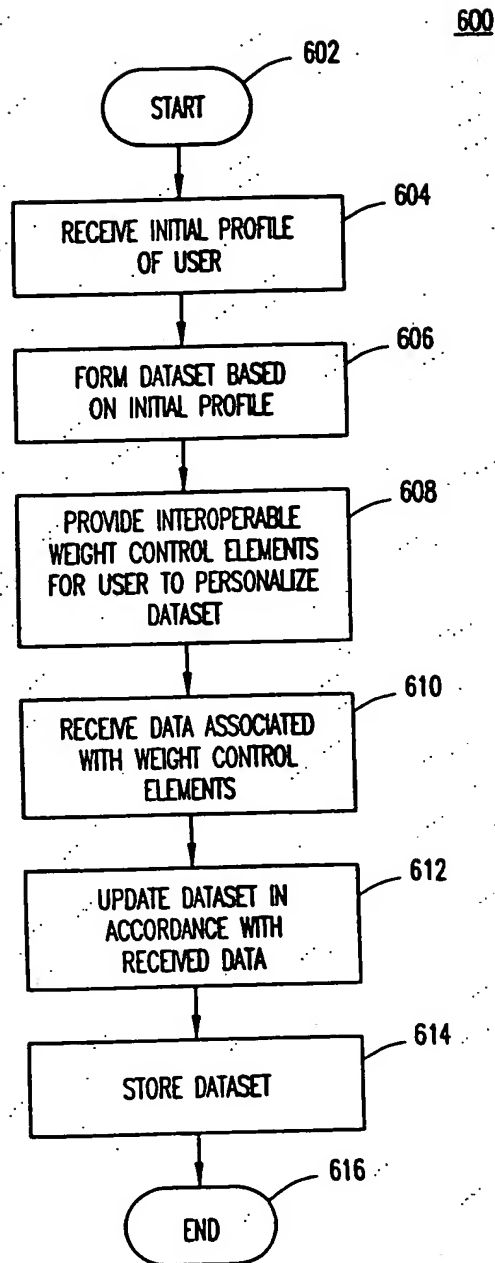 600
602
START
604
RECEIVE INITIAL PROFILE
OF USER
606
FORM DATASET BASED
ON INITIAL PROFILE
608
PROVIDE INTEROPERABLE
WEIGHT CONTROL ELEMENTS
FOR USER TO PERSONALIZE
DATASET
610
RECEIVE DATA ASSOCIATED
WITH WEIGHT CONTROL
ELEMENTS
612
UPDATE DATASET IN
ACCORDANCE WITH
RECEIVED DATA
614
STORE DATASET
616
END